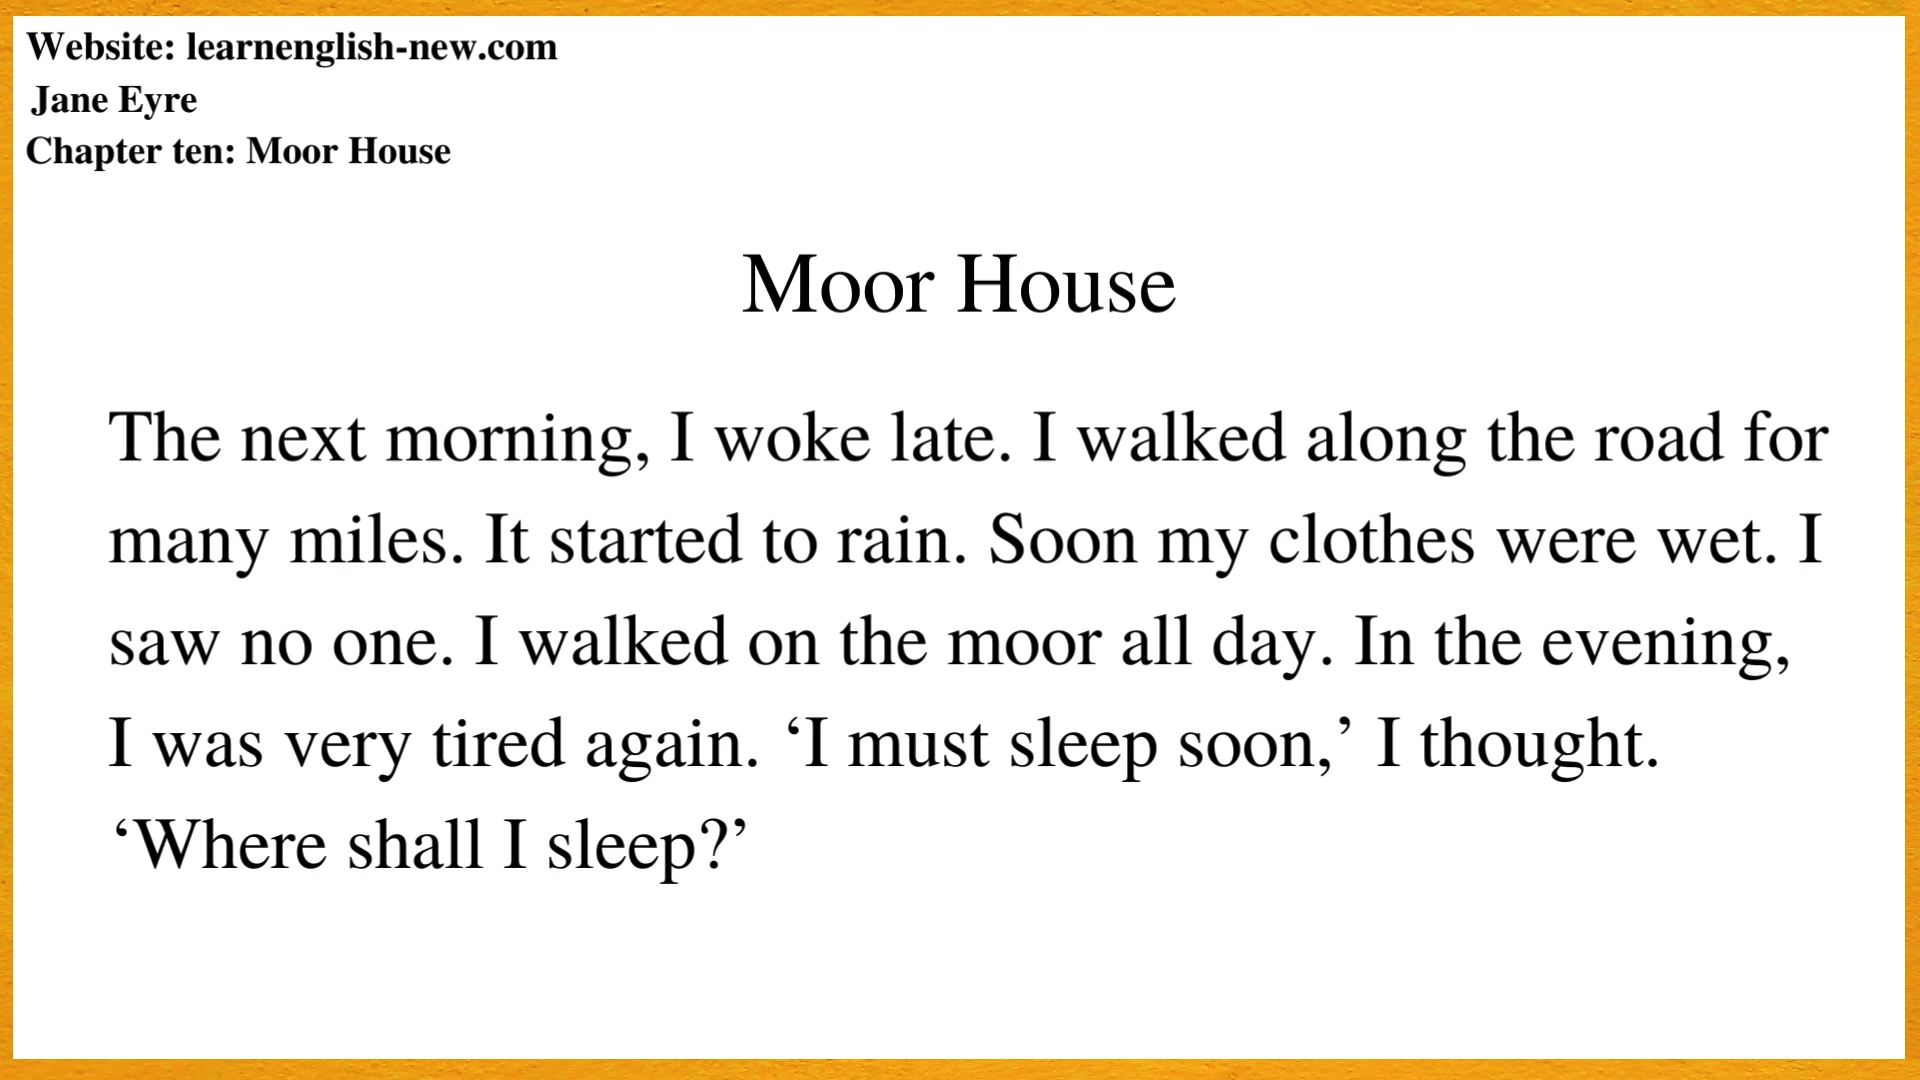 Website: learnenglish-new.com
Jane Eyre
Chapter ten: Moor House
Moor House
The next morning, I woke late. I walked along the road for
many miles. It started to rain. Soon my clothes were wet. I
saw no one. I walked on the moor all day. In the evening,
I was very tired again. ‘I must sleep soon,’ I thought.
‘Where shall I sleep?’